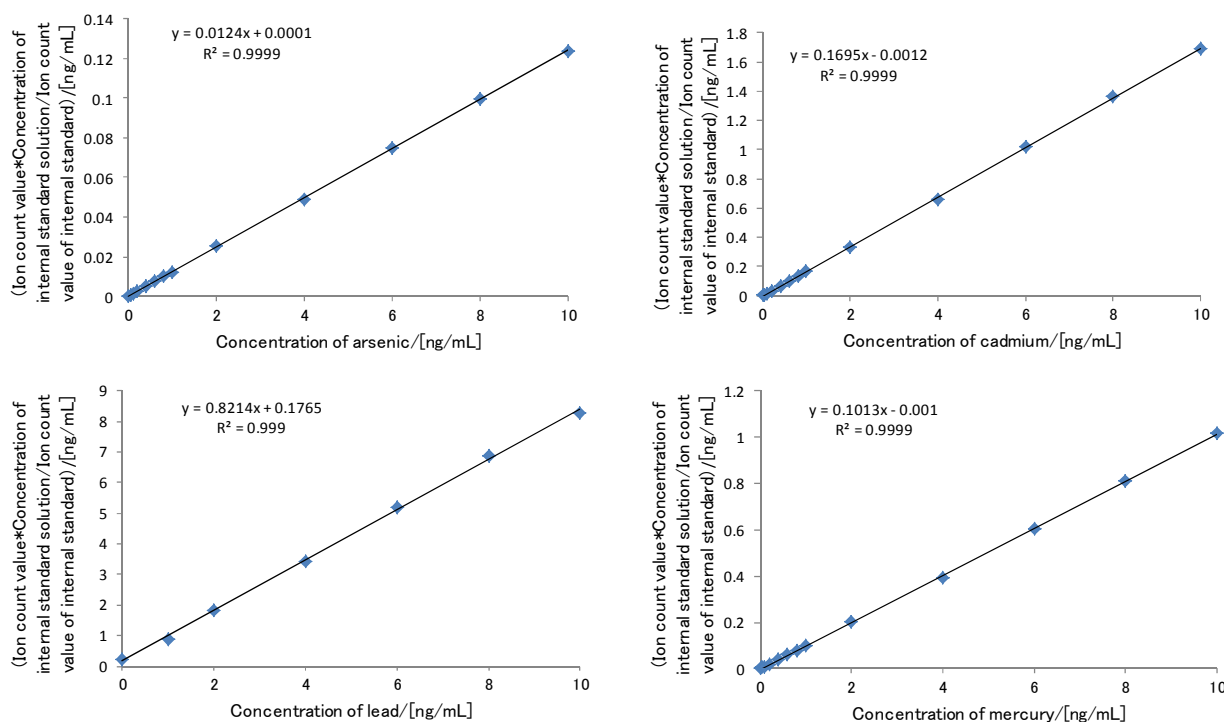 (Ion count value*Concentration of
internal standard solution/Ion count
value of internal standard)/[ng/mL]
0.14
0.12
0.1
0.08
0.06
0.04
0.02
0
y = 0.0124x + 0.0001
R² = 0.9999
0 2 4 6 8 10
Concentration of arsenic/[ng/mL]
(Ion count value*Concentration of
internal standard solution/Ion count
value of internal standard)/[ng/mL]
1.8
1.6
1.4
1.2
1
0.8
0.6
0.4
0.2
0
y = 0.1695x - 0.0012
R² = 0.9999
0 2 4 6 8 10
Concentration of cadmium/[ng/mL]
(Ion count value*Concentration of
internal standard solution/Ion count
value of internal standard)/[ng/mL]
9
8
7
6
5
4
3
2
1
0
y = 0.8214x + 0.1765
R² = 0.999
0 2 4 6 8 10
Concentration of lead/[ng/mL]
(Ion count value*Concentration of
internal standard solution/Ion count
value of internal standard)/[ng/mL]
1.2
1
0.8
0.6
0.4
0.2
0
y = 0.1013x - 0.001
R² = 0.9999
0 2 4 6 8 10
Concentration of mercury/[ng/mL]